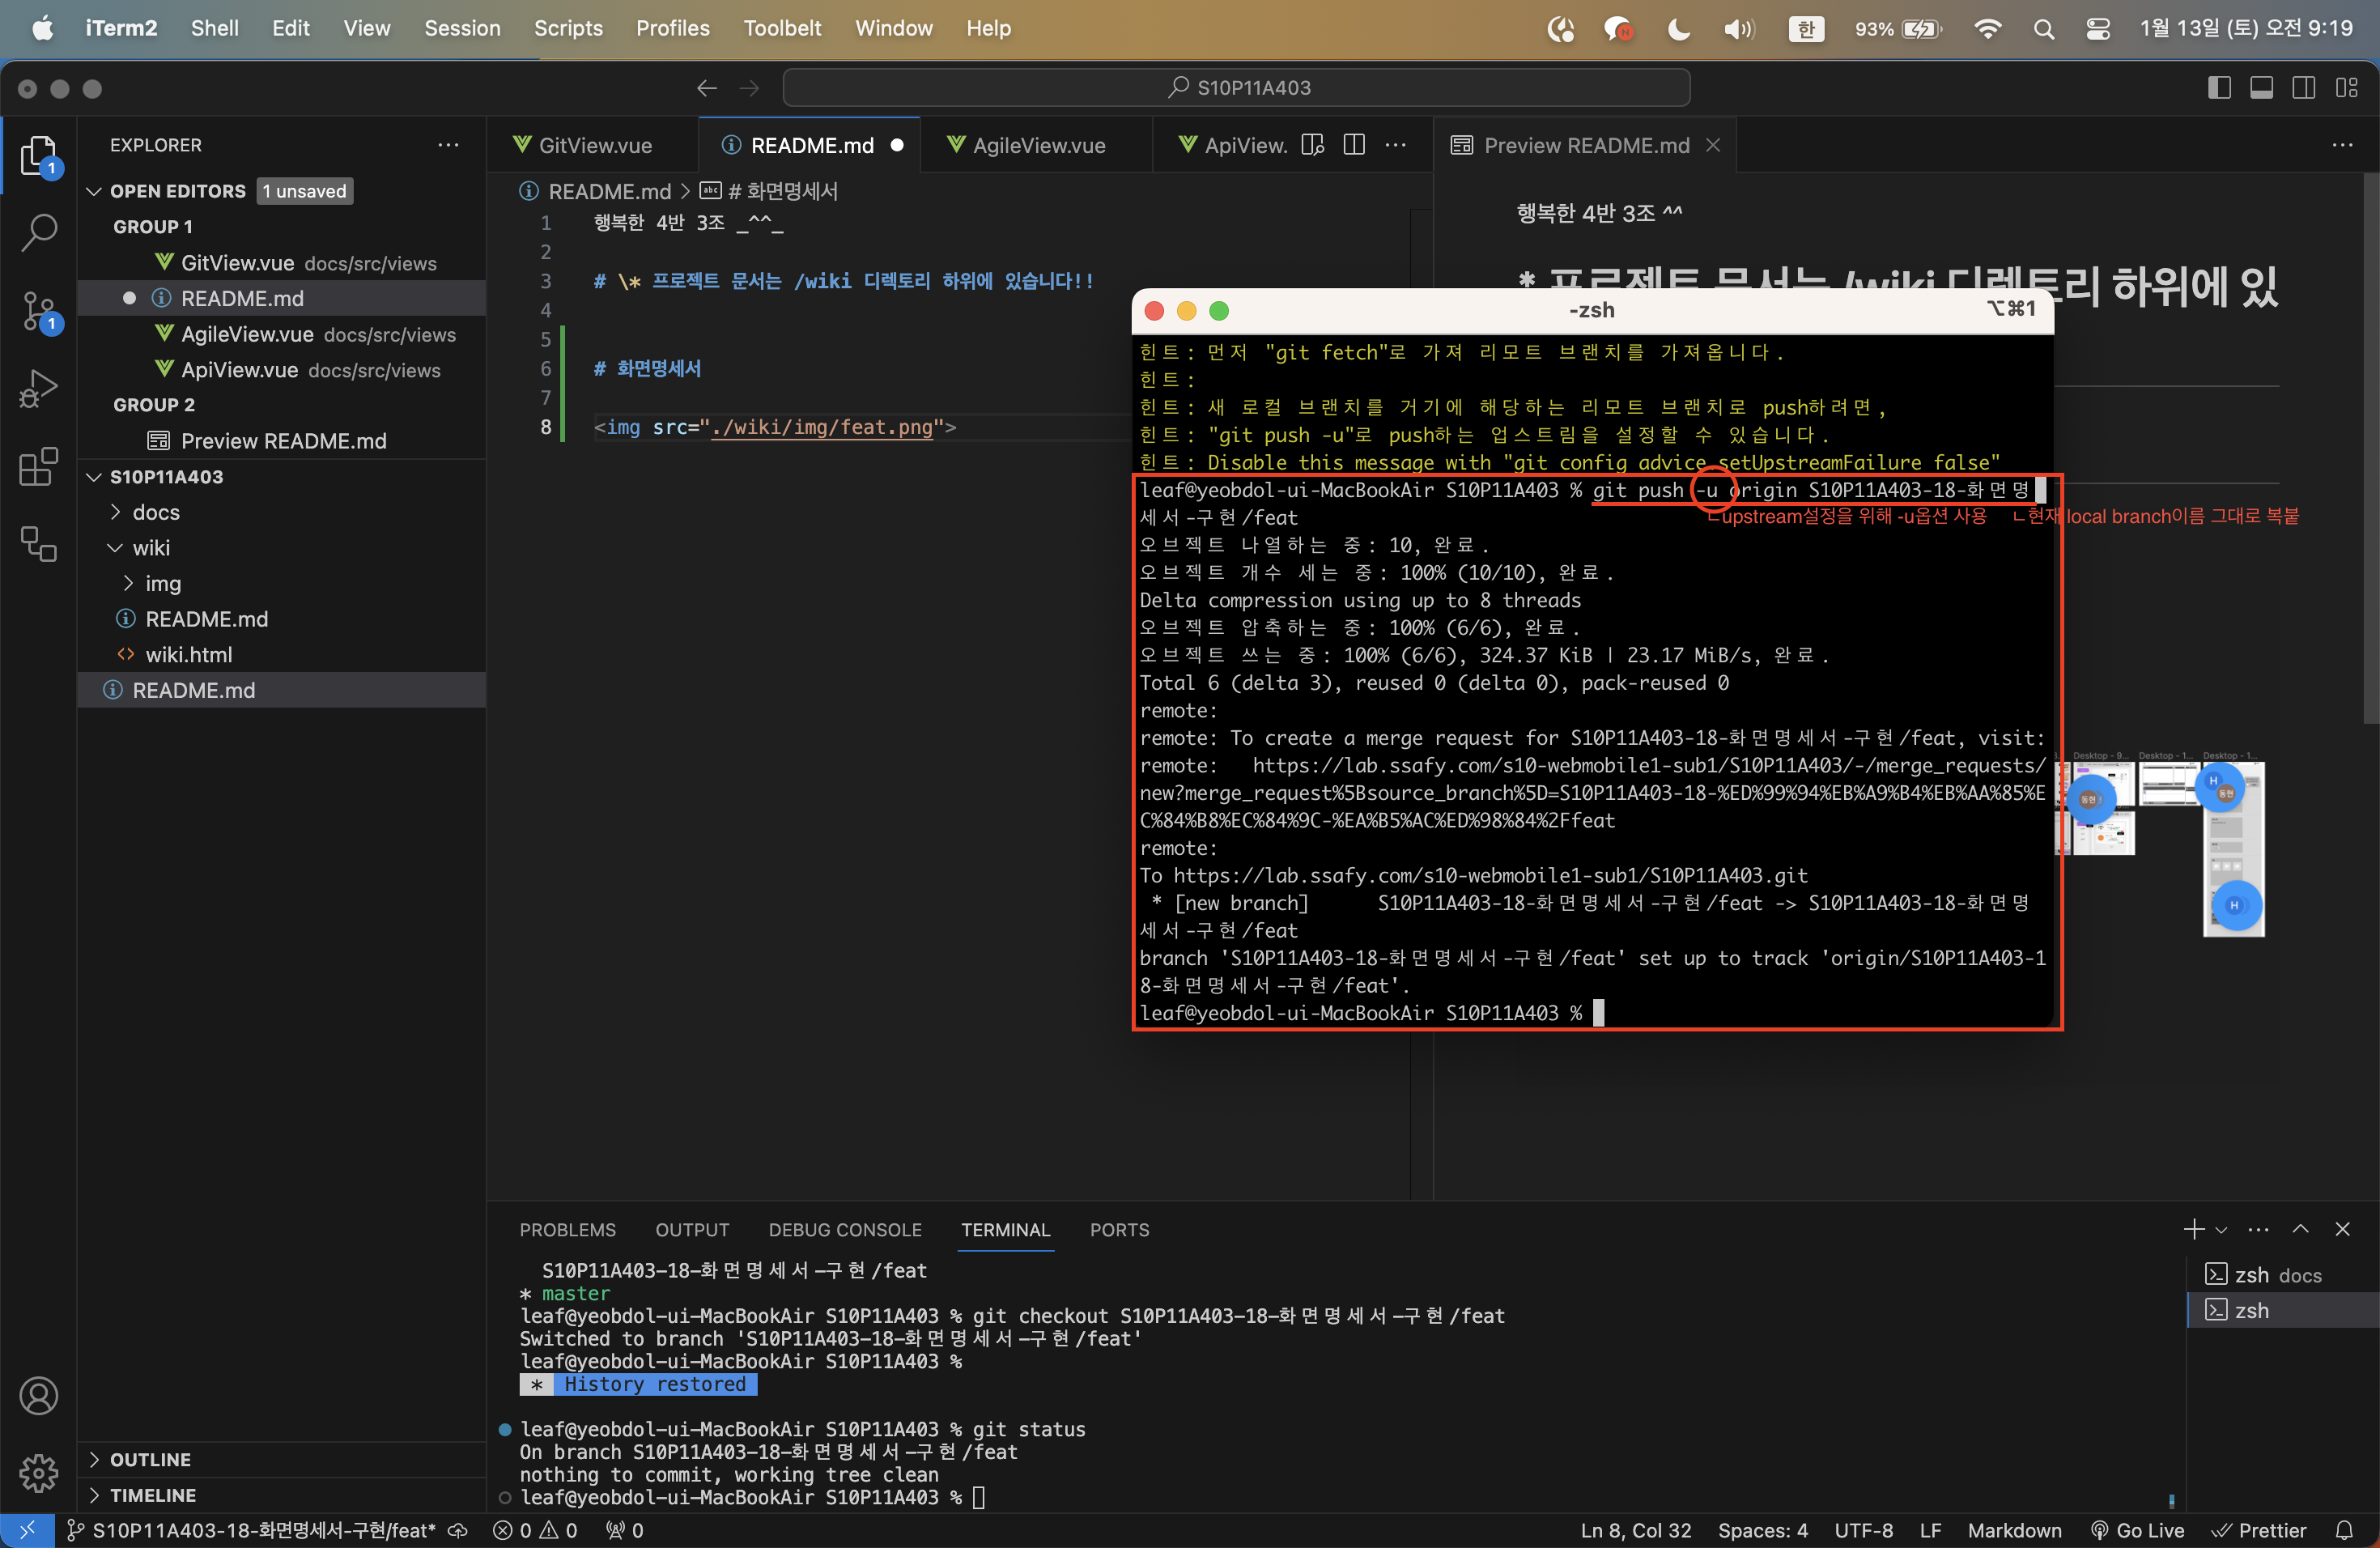 iTerm2 Shell Edit View Session Scripts Profiles Toolbelt Window Help
N 한 93% 1월 13일 (토) 오전 9:19
S10P11A403
EXPLORER
OPEN EDITORS 1 unsaved
GROUP 1
GitView.vue docs/src/views
README.md
AgileView.vue docs/src/views
ApiView.vue docs/src/views
GROUP 2
Preview README.md
S10P11A403
docs
wiki
img
README.md
wiki.html
README.md
OUTLINE
TIMELINE
1
1
GitView.vue README.md AgileView.vue ApiView. Preview README.md
README.md > abc # 화면명세서
1 행복한 4반 3조 _^^_
2
3 # \* 프로젝트 문서는 /wiki 디렉토리 하위에 있습니다!!
4
5
6 # 화면명세서
7
8 <img src="./wiki/img/feat.png">
행복한 4반 3조 ^^
* 프로젝트 문서는 /wiki 디렉토리 하위에 있
-zsh ⌥⌘1
힌트: 먼저 "git fetch"로 가져 리모트 브랜치를 가져옵니다.
힌트:
힌트: 새 로컬 브랜치를 거기에 해당하는 리모트 브랜치로 push하려면,
힌트: "git push -u"로 push하는 업스트림을 설정할 수 있습니다.
힌트: Disable this message with "git config advice.setUpstreamFailure false"
leaf@yeobdol-ui-MacBookAir S10P11A403 % git push -u origin S10P11A403-18-화면명
세서-구현/feat
ㄴupstream설정을 위해 -u옵션 사용 ㄴ현재 local branch이름 그대로 복붙
오브젝트 나열하는 중: 10, 완료.
오브젝트 개수 세는 중: 100% (10/10), 완료.
Delta compression using up to 8 threads
오브젝트 압축하는 중: 100% (6/6), 완료.
오브젝트 쓰는 중: 100% (6/6), 324.37 KiB | 23.17 MiB/s, 완료.
Total 6 (delta 3), reused 0 (delta 0), pack-reused 0
remote:
remote: To create a merge request for S10P11A403-18-화면명세서-구현/feat, visit:
remote:   https://lab.ssafy.com/s10-webmobile1-sub1/S10P11A403/-/merge_requests/
new?merge_request%5Bsource_branch%5D=S10P11A403-18-%ED%99%94%EB%A9%B4%EB%AA%85%E
C%84%B8%EC%84%9C-%EA%B5%AC%ED%98%84%2Ffeat
remote:
To https://lab.ssafy.com/s10-webmobile1-sub1/S10P11A403.git
 * [new branch]      S10P11A403-18-화면명세서-구현/feat -> S10P11A403-18-화면명
세서-구현/feat
branch 'S10P11A403-18-화면명세서-구현/feat' set up to track 'origin/S10P11A403-1
8-화면명세서-구현/feat'.
leaf@yeobdol-ui-MacBookAir S10P11A403 %
Desktop - 9... Desktop - 1... Desktop - 1...
동현 H 동현
H
PROBLEMS OUTPUT DEBUG CONSOLE TERMINAL PORTS
S10P11A403-18-화면명세서-구현/feat
* master
leaf@yeobdol-ui-MacBookAir S10P11A403 % git checkout S10P11A403-18-화면명세서-구현/feat
Switched to branch 'S10P11A403-18-화면명세서-구현/feat'
leaf@yeobdol-ui-MacBookAir S10P11A403 %
* History restored
leaf@yeobdol-ui-MacBookAir S10P11A403 % git status
On branch S10P11A403-18-화면명세서-구현/feat
nothing to commit, working tree clean
leaf@yeobdol-ui-MacBookAir S10P11A403 %
zsh docs
zsh
S10P11A403-18-화면명세서-구현/feat* 0 0 0 Ln 8, Col 32 Spaces: 4 UTF-8 LF Markdown Go Live Prettier